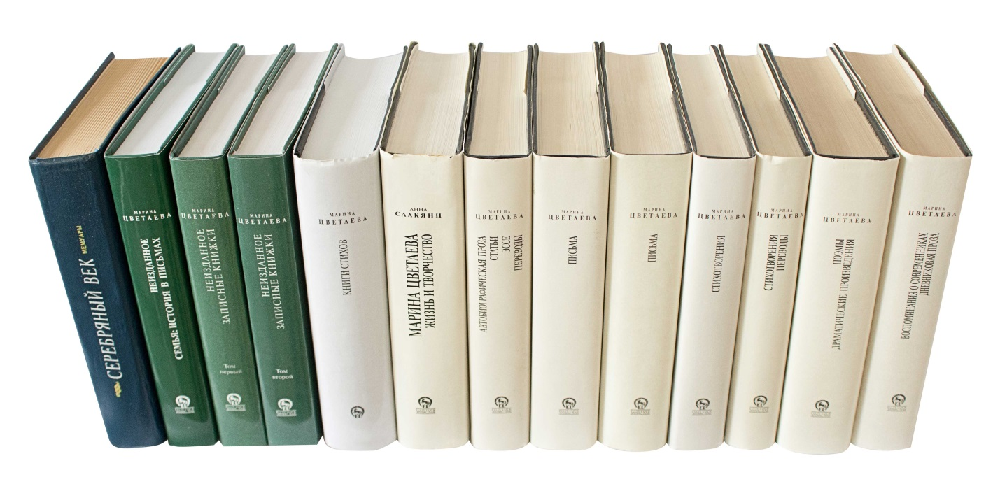 СЕРЕБРЯНЫЙ ВЕК
МЕМУАРЫ
МАРИНА
ЦВЕТАЕВА
НЕИЗДАННОЕ
СЕМЬЯ: ИСТОРИЯ В ПИСЬМАХ
МАРИНА
ЦВЕТАЕВА
НЕИЗДАННОЕ
ЗАПИСНЫЕ КНИЖКИ
Том
первый
МАРИНА
ЦВЕТАЕВА
НЕИЗДАННОЕ
ЗАПИСНЫЕ КНИЖКИ
Том
второй
МАРИНА
ЦВЕТАЕВА
КНИГИ СТИХОВ
АННА
СААКЯНЦ
МАРИНА ЦВЕТАЕВА
ЖИЗНЬ И ТВОРЧЕСТВО
МАРИНА
ЦВЕТАЕВА
АВТОБИОГРАФИЧЕСКАЯ ПРОЗА
СТАТЬИ
ЭССЕ
ПЕРЕВОДЫ
МАРИНА
ЦВЕТАЕВА
ПИСЬМА
МАРИНА
ЦВЕТАЕВА
ПИСЬМА
МАРИНА
ЦВЕТАЕВА
СТИХОТВОРЕНИЯ
МАРИНА
ЦВЕТАЕВА
СТИХОТВОРЕНИЯ
ПЕРЕВОДЫ
МАРИНА
ЦВЕТАЕВА
ПОЭМЫ
ДРАМАТИЧЕСКИЕ ПРОИЗВЕДЕНИЯ
МАРИНА
ЦВЕТАЕВА
ВОСПОМИНАНИЯ О СОВРЕМЕННИКАХ
ДНЕВНИКОВАЯ ПРОЗА